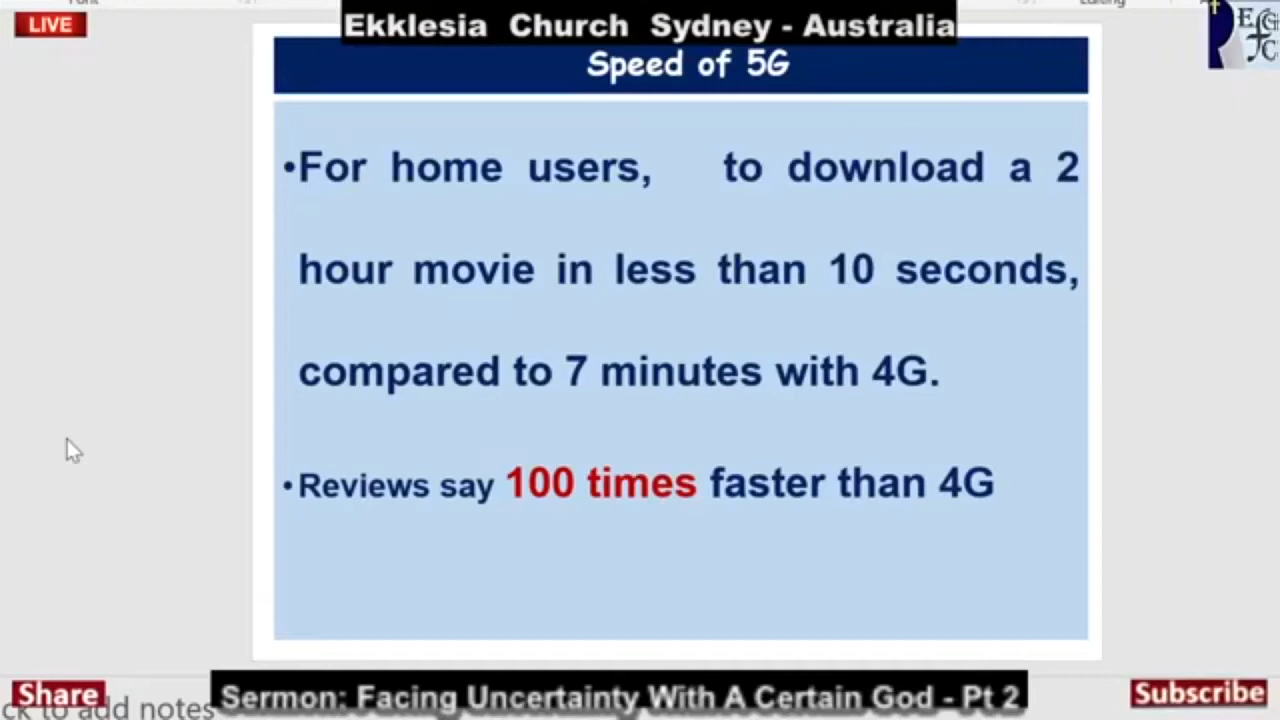 Font
Editing
LIVE
Ekklesia Church Sydney - Australia
Speed of 5G
•For home users, to download a 2
hour movie in less than 10 seconds,
compared to 7 minutes with 4G.
•Reviews say 100 times faster than 4G
Share
ck to add notes
Sermon: Facing Uncertainty With A Certain God - Pt 2
Subscribe